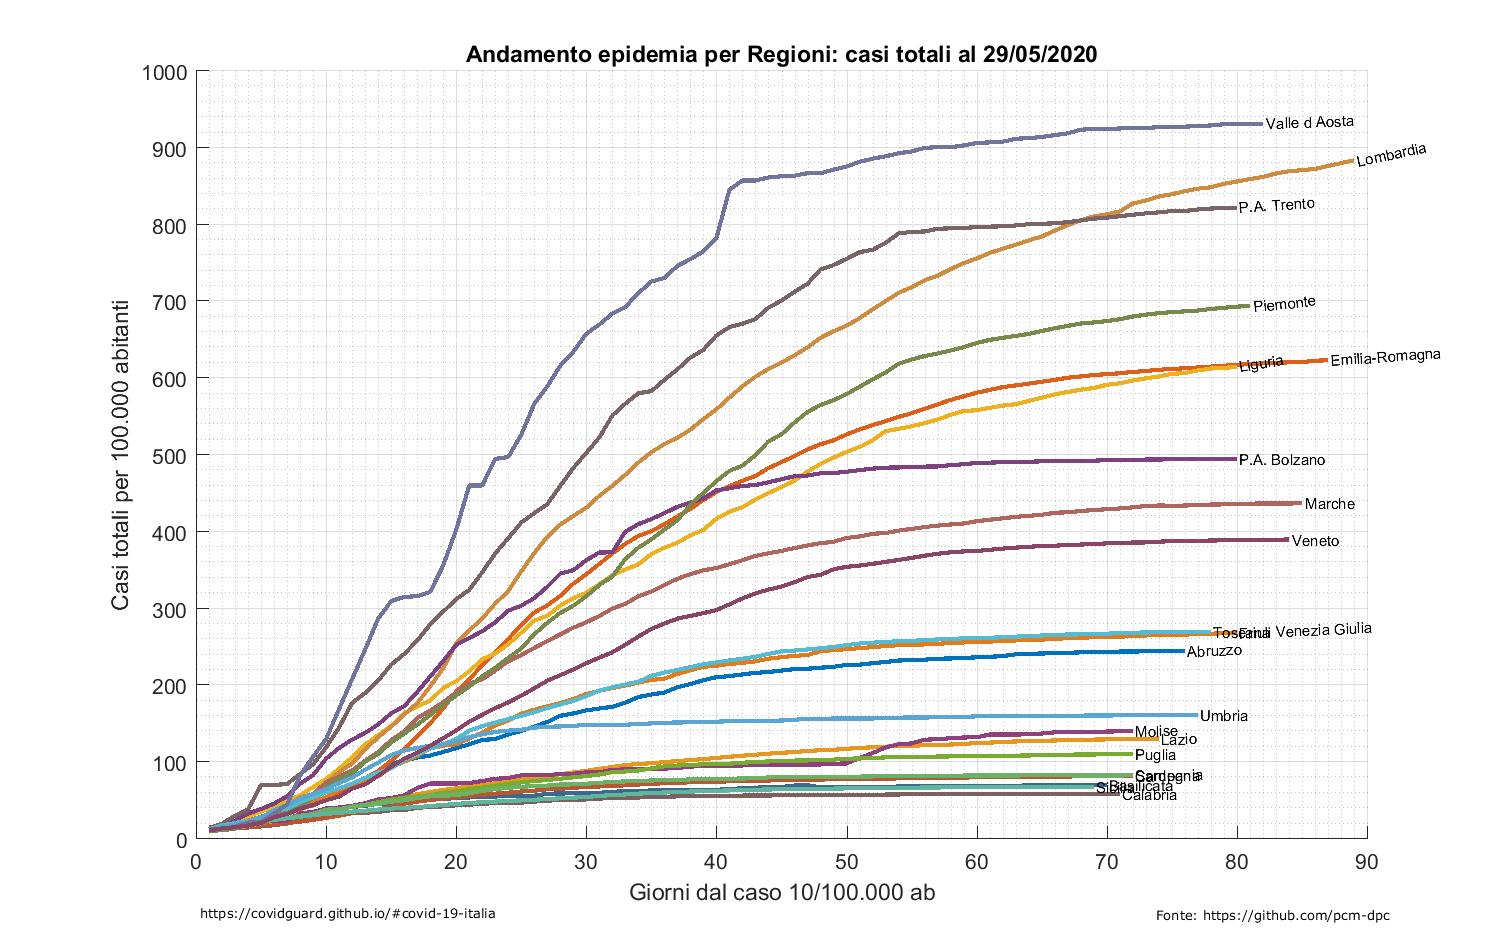 Andamento epidemia per Regioni: casi totali al 29/05/2020
Casi totali per 100.000 abitanti
1000
900
800
700
600
500
400
300
200
100
0
Valle d Aosta
Lombardia
P.A. Trento
Piemonte
Emilia-Romagna
Liguria
P.A. Bolzano
Marche
Veneto
Toscana
Friuli Venezia Giulia
Abruzzo
Umbria
Molise
Lazio
Puglia
Sardegna
Campania
Sicilia
Basilicata
Calabria
0 10 20 30 40 50 60 70 80 90
Giorni dal caso 10/100.000 ab
https://covidguard.github.io/#covid-19-italia
Fonte: https://github.com/pcm-dpc